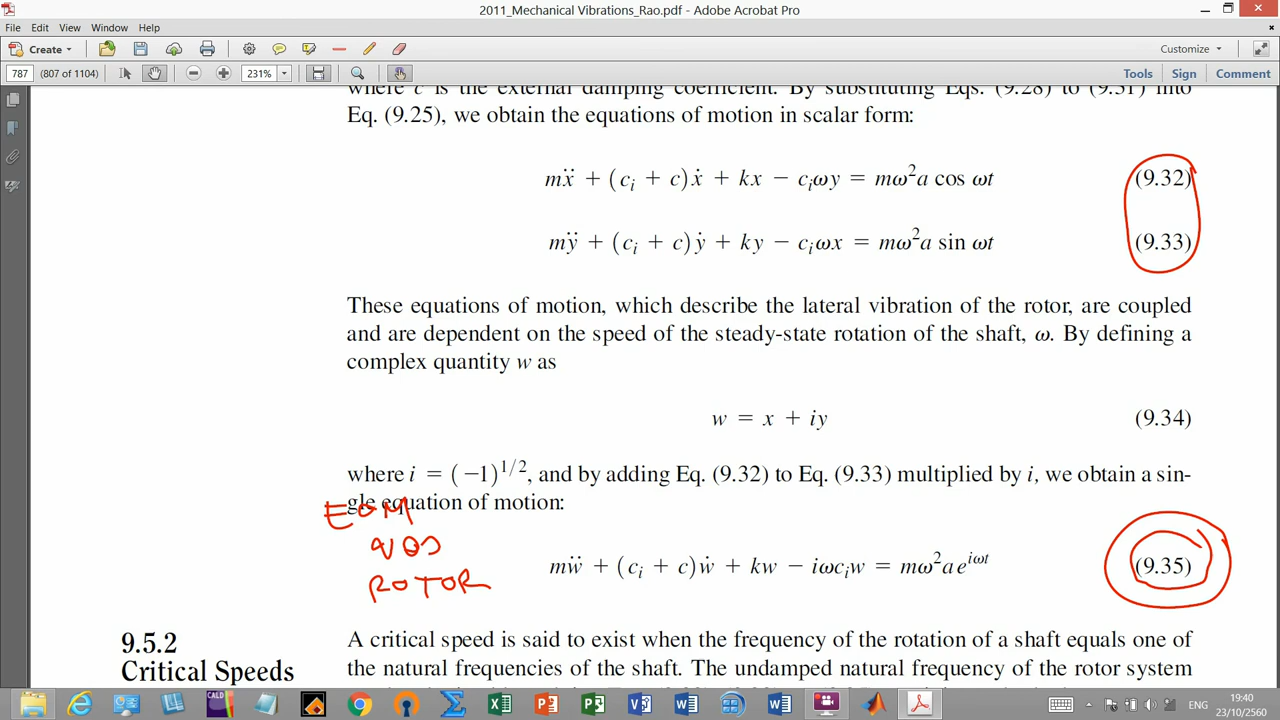 2011_Mechanical Vibrations_Rao.pdf - Adobe Acrobat Pro
File Edit View Window Help
Create
Customize
787 (807 of 1104) 231% Tools Sign Comment
where c is the external damping coefficient. By substituting Eqs. (9.28) to (9.31) into
Eq. (9.25), we obtain the equations of motion in scalar form:
mẍ + (cᵢ + c)ẋ + kx − cᵢωy = mω²a cos ωt (9.32)
mÿ + (cᵢ + c)ẏ + ky − cᵢωx = mω²a sin ωt (9.33)
These equations of motion, which describe the lateral vibration of the rotor, are coupled
and are dependent on the speed of the steady-state rotation of the shaft, ω. By defining a
complex quantity w as
w = x + iy (9.34)
where i = (−1)^1/2, and by adding Eq. (9.32) to Eq. (9.33) multiplied by i, we obtain a sin-
gle equation of motion:
EOM
ROTOR
mẅ + (cᵢ + c)ẇ + kw − iωcᵢw = mω²ae^iωt (9.35)
9.5.2
Critical Speeds
A critical speed is said to exist when the frequency of the rotation of a shaft equals one of
the natural frequencies of the shaft. The undamped natural frequency of the rotor system
CALD
ENG
19:40
23/10/2560